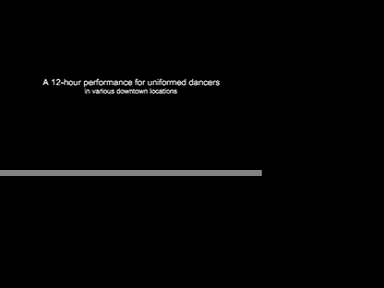 A 12-hour performance for uniformed dancers
in various downtown locations